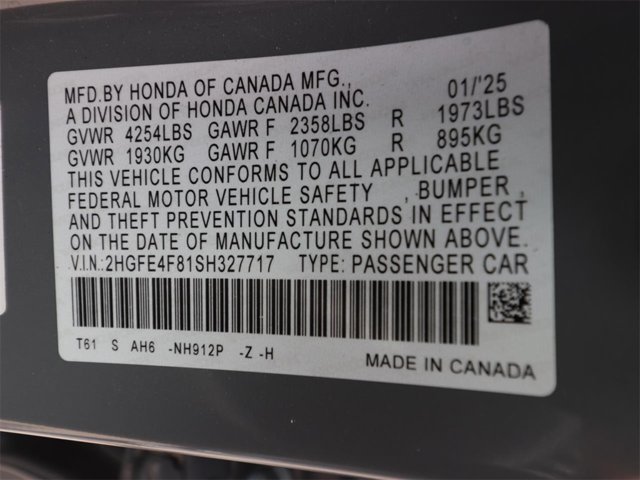 MFD.BY HONDA OF CANADA MFG., 01/'25
A DIVISION OF HONDA CANADA INC.
GVWR 4254LBS GAWR F 2358LBS R 1973LBS
GVWR 1930KG GAWR F 1070KG R 895KG
THIS VEHICLE CONFORMS TO ALL APPLICABLE
FEDERAL MOTOR VEHICLE SAFETY , BUMPER ,
AND THEFT PREVENTION STANDARDS IN EFFECT
ON THE DATE OF MANUFACTURE SHOWN ABOVE.
V.I.N.: 2HGFE4F81SH327717 TYPE: PASSENGER CAR
T61 S AH6 -NH912P -Z -H
MADE IN CANADA